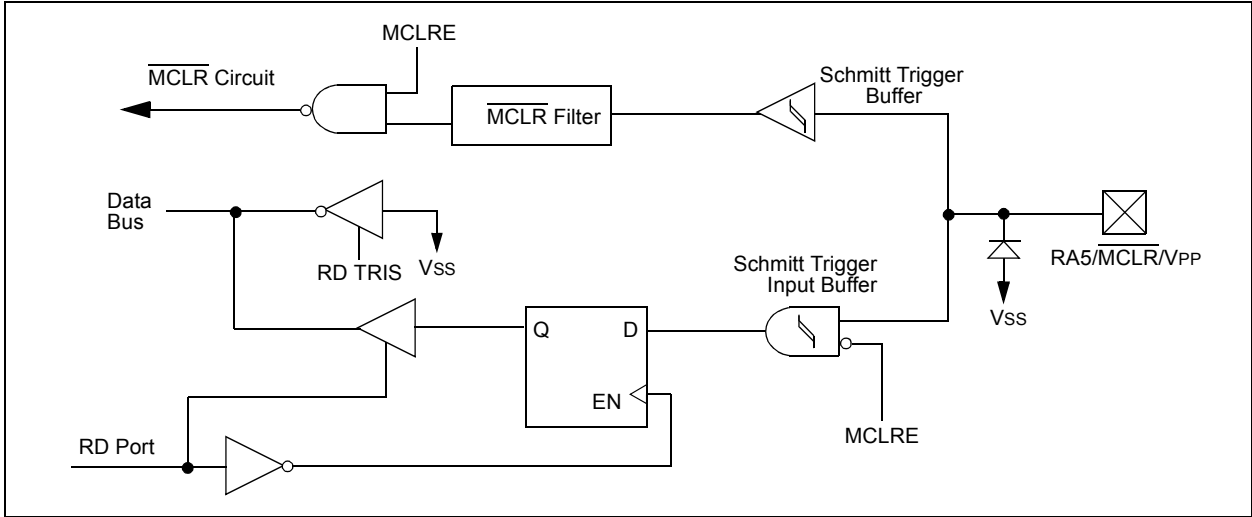 MCLRE
MCLR Circuit
Schmitt Trigger
Buffer
MCLR Filter
Data
Bus
RD TRIS
VSS
Schmitt Trigger
Input Buffer
RA5/MCLR/VPP
VSS
Q
D
EN
MCLRE
RD Port